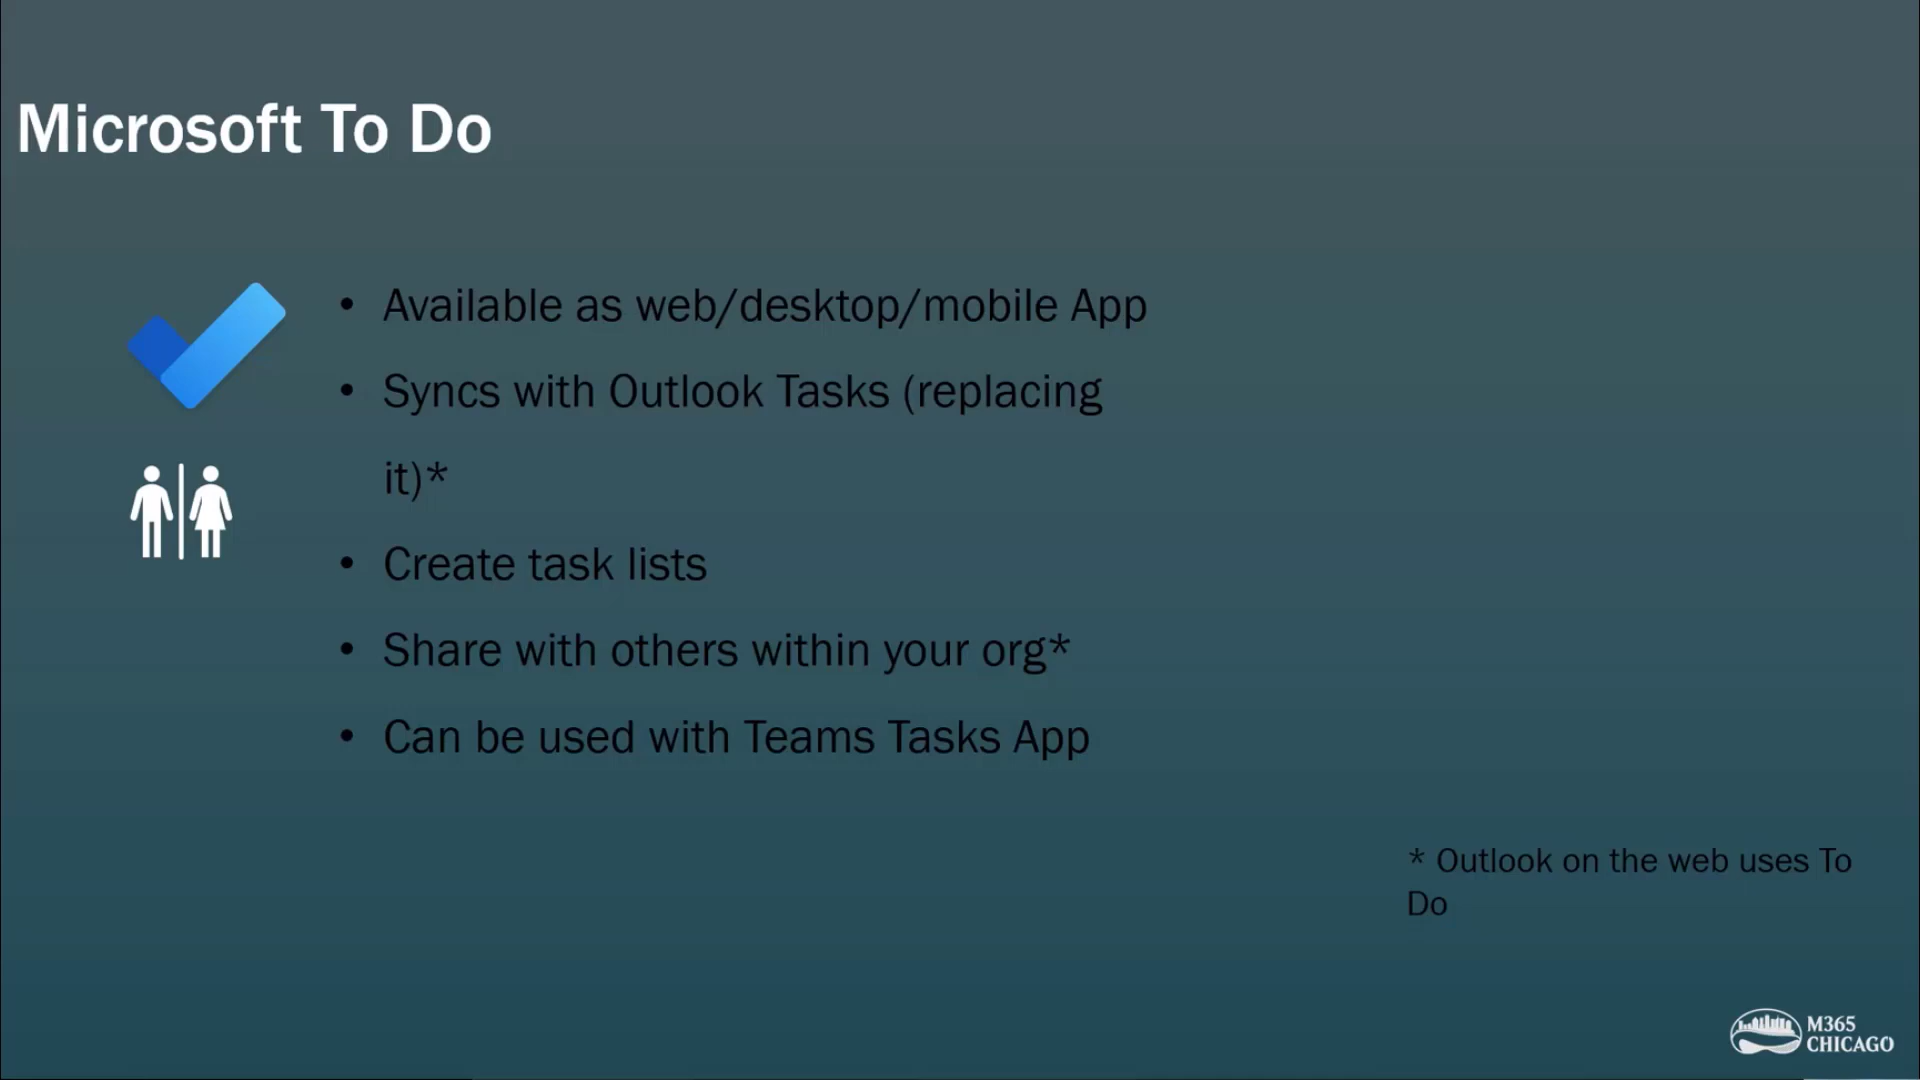 Microsoft To Do
• Available as web/desktop/mobile App
• Syncs with Outlook Tasks (replacing
it)*
• Create task lists
• Share with others within your org*
• Can be used with Teams Tasks App
* Outlook on the web uses To
Do
M365
CHICAGO